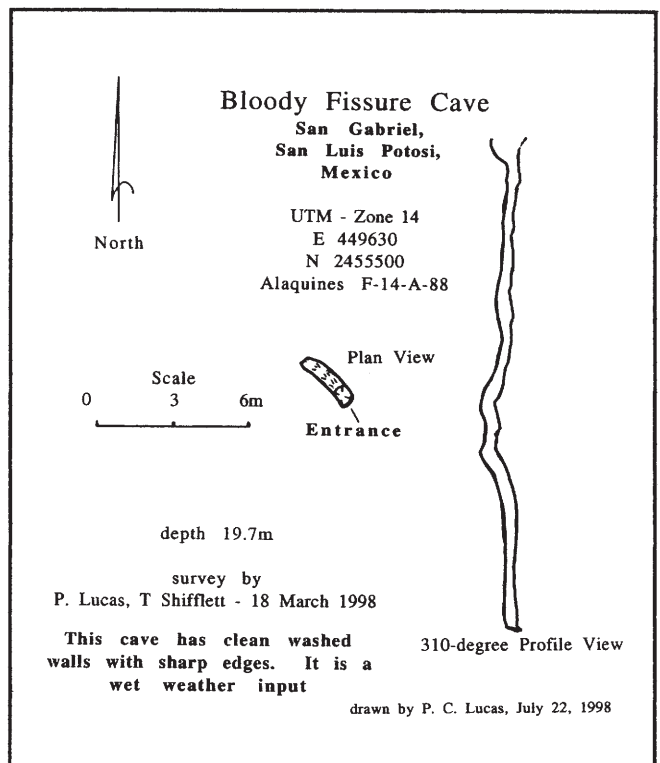 Bloody Fissure Cave
San Gabriel,
San Luis Potosi,
Mexico
North
UTM - Zone 14
E 449630
N 2455500
Alaquines F-14-A-88
Plan View
Scale
0 3 6m
Entrance
depth 19.7m
survey by
P. Lucas, T Shifflett - 18 March 1998
This cave has clean washed
walls with sharp edges. It is a
wet weather input
310-degree Profile View
drawn by P. C. Lucas, July 22, 1998